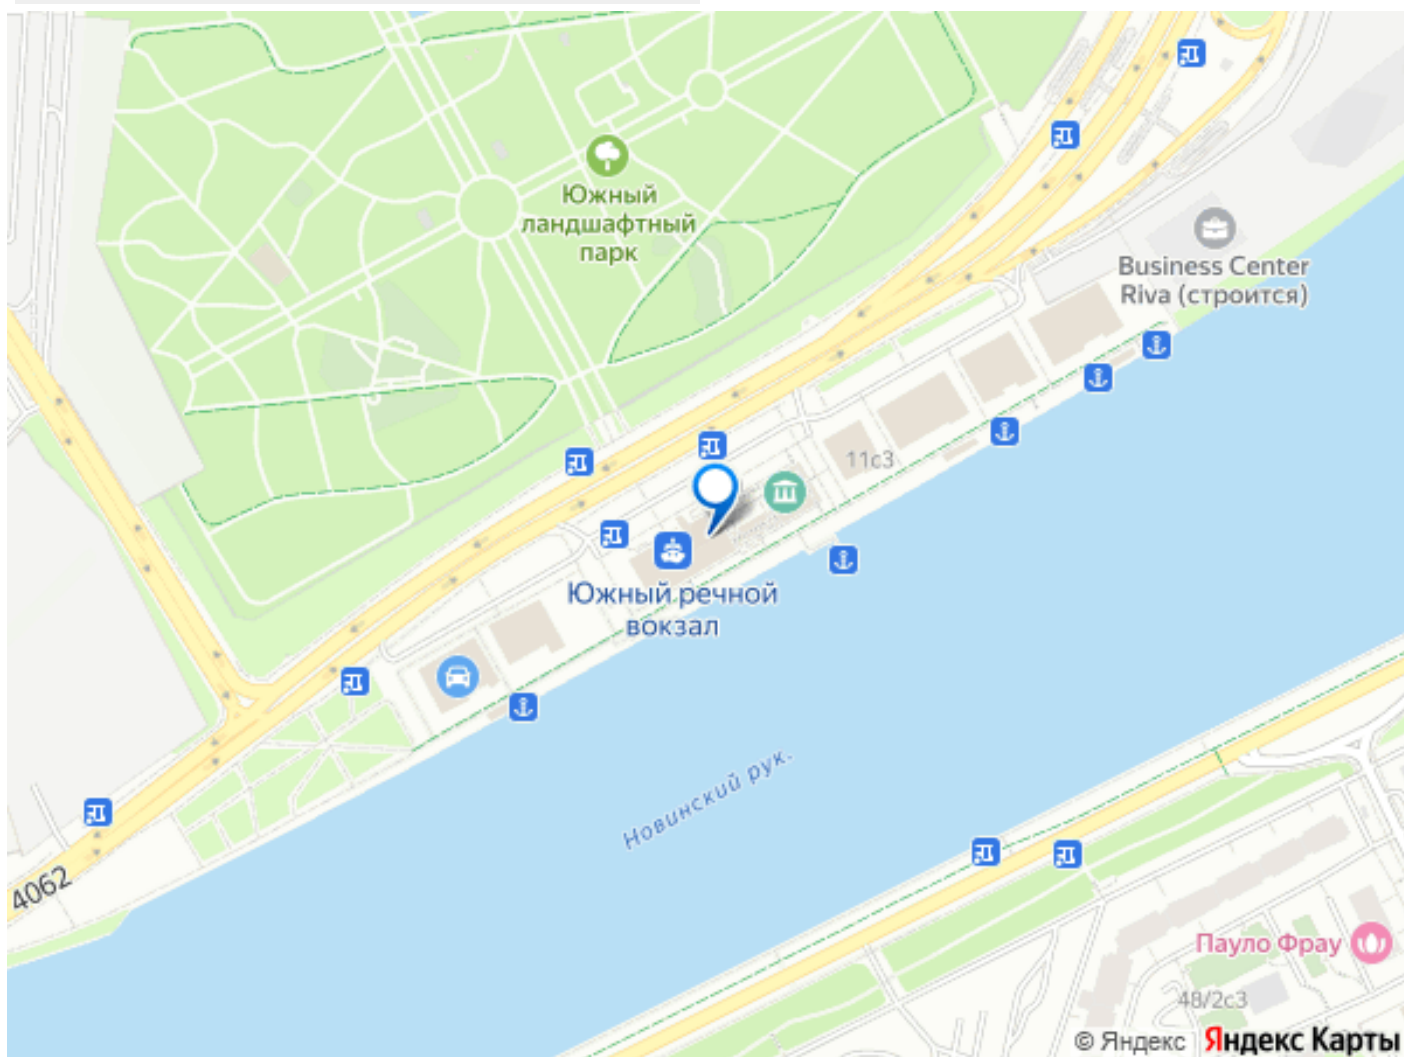 Южный
ландшафтный
парк
Business Center
Riva (строится)
11с3
Южный речной
вокзал
Новинский рук.
4062
Пауло Фрау
48/2с3
© Яндекс Яндекс Карты